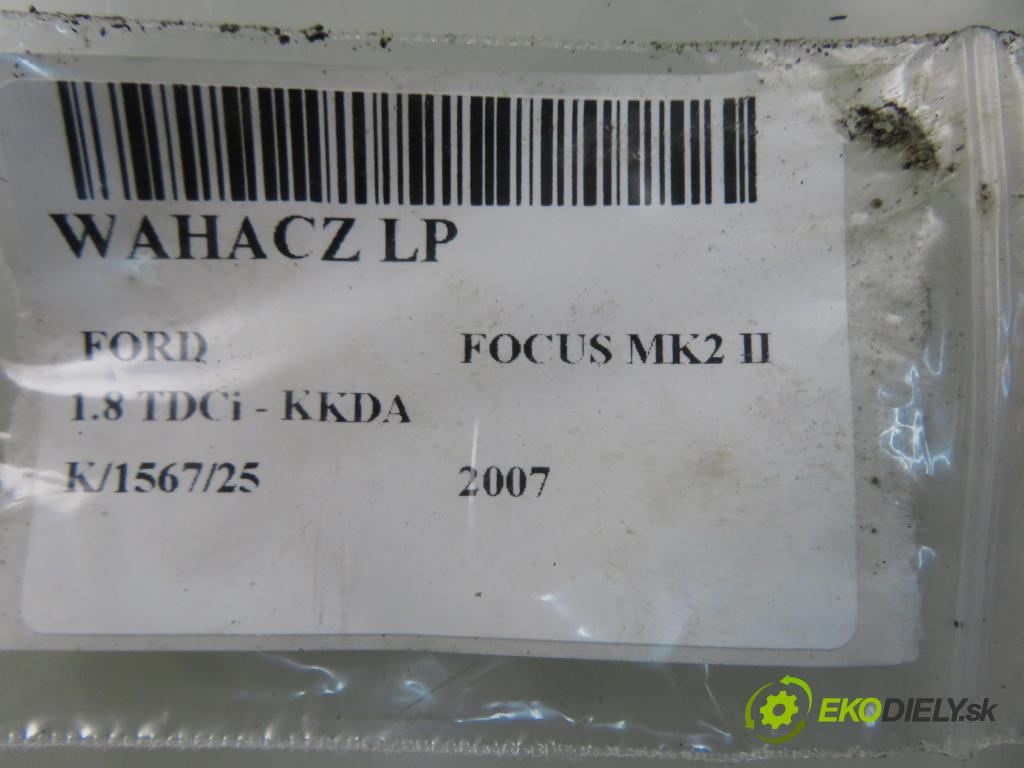 WAHACZ LP
FORD FOCUS MK2 II
1.8 TDCi - KKDA
K/1567/25 2007
EKODIELY.sk